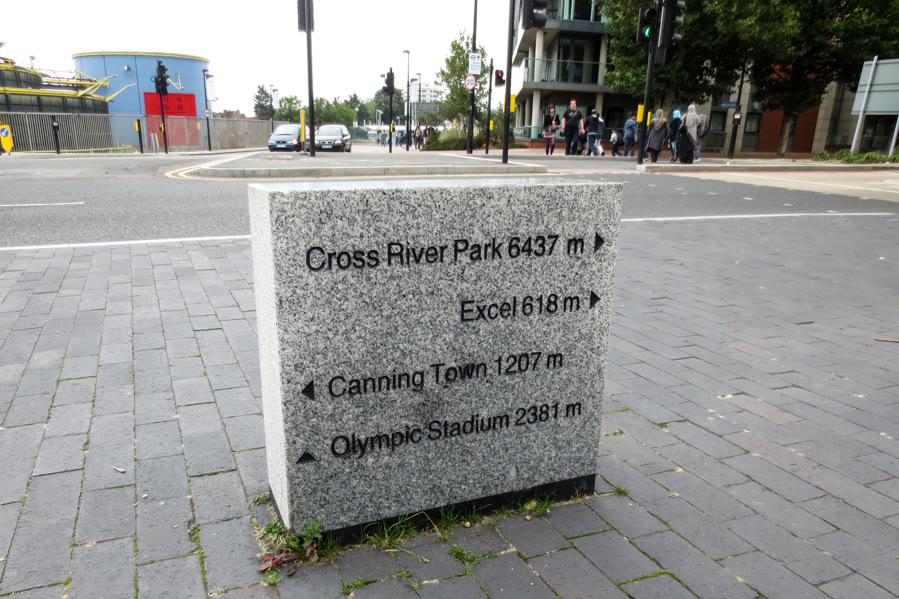 Cross River Park 6437 m
Excel 618 m
Canning Town 1207 m
Olympic Stadium 2381 m